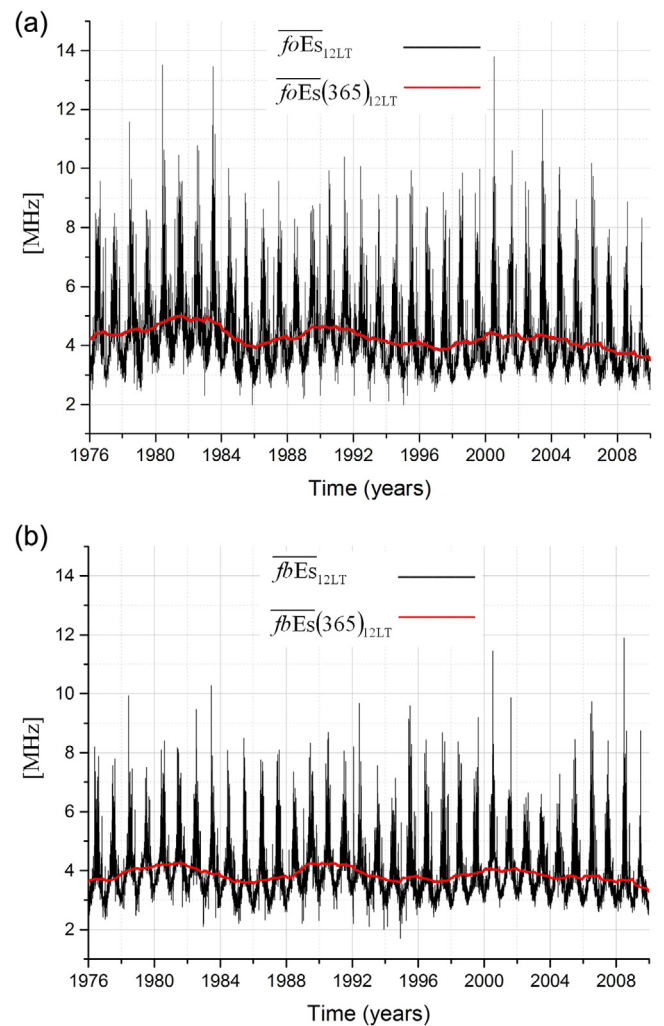 (a)
foEs12LT
foEs(365)12LT
[MHz]
14
12
10
8
6
4
2
1976 1980 1984 1988 1992 1996 2000 2004 2008
Time (years)
(b)
fbEs12LT
fbEs(365)12LT
[MHz]
14
12
10
8
6
4
2
1976 1980 1984 1988 1992 1996 2000 2004 2008
Time (years)